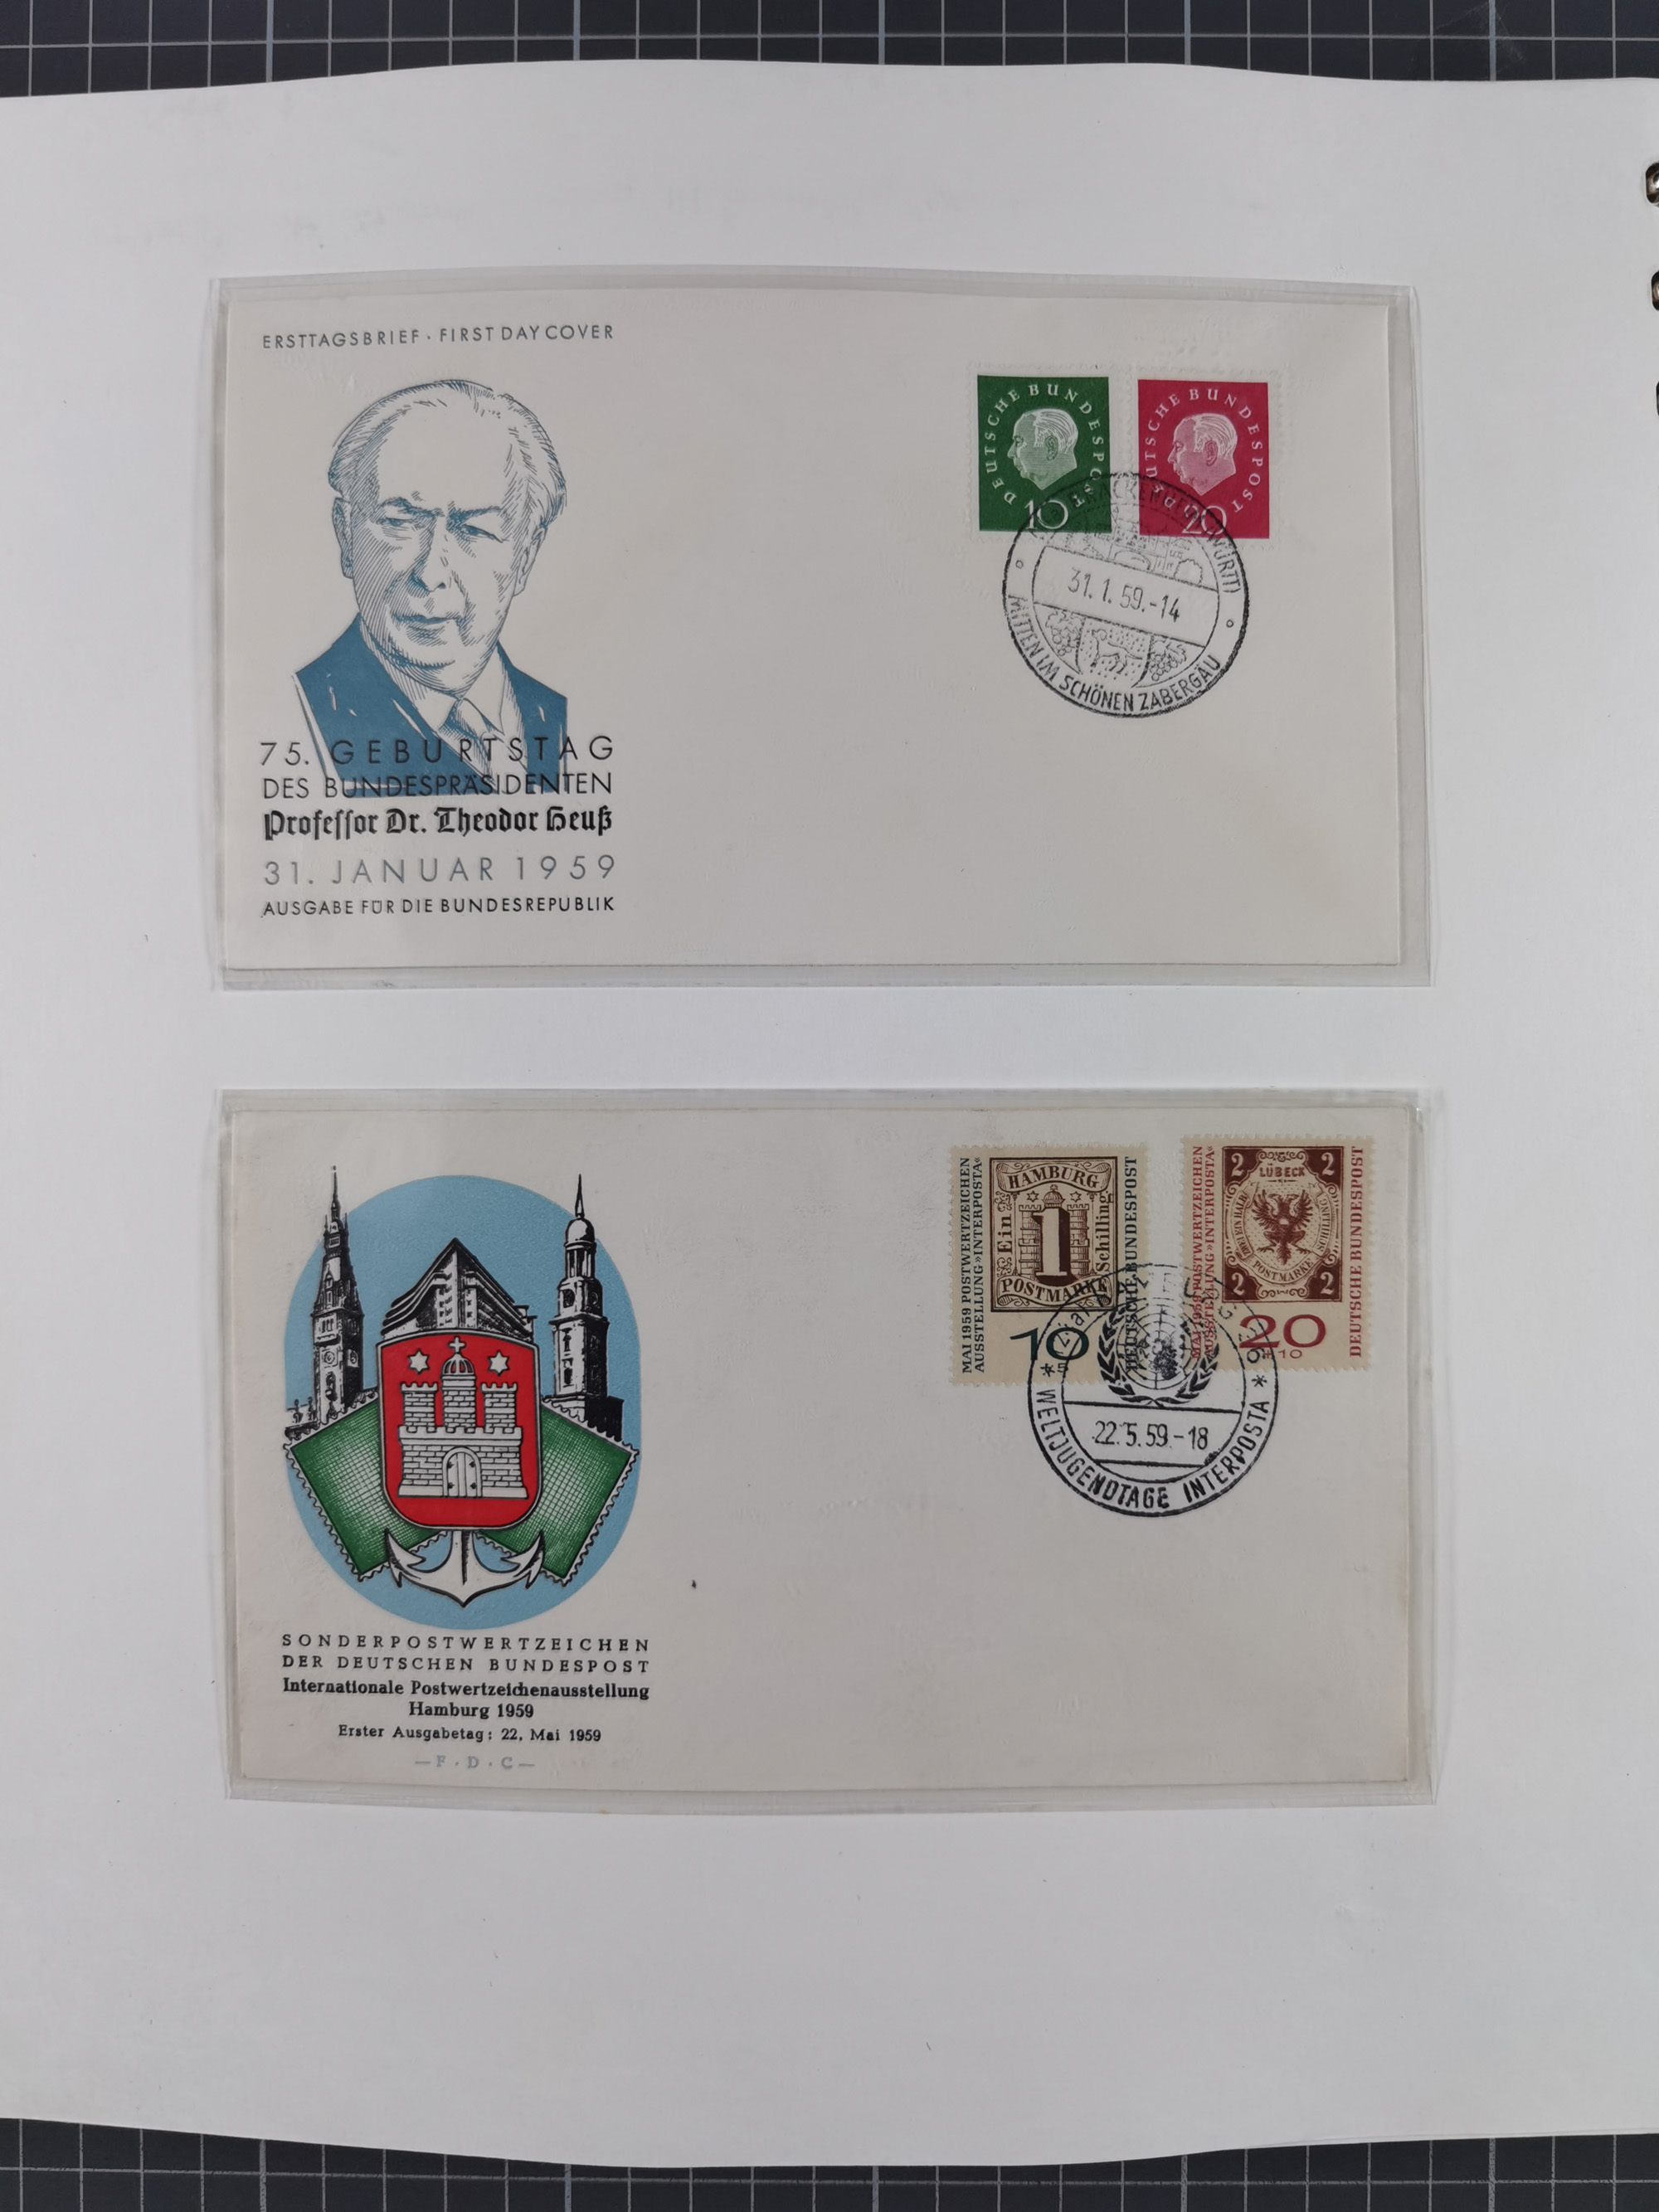 ERSTTAGSBRIEF · FIRST DAY COVER
75. GEBURTSTAG
DES BUNDESPRÄSIDENTEN
Professor Dr. Theodor Heuß
31. JANUAR 1959
AUSGABE FÜR DIE BUNDESREPUBLIK
DEUTSCHE BUNDESPOST
10
DEUTSCHE BUNDESPOST
20
31.1.59.-14
MITTEN IM SCHÖNEN ZABERGÄU
SONDERPOSTWERTZEICHEN
DER DEUTSCHEN BUNDESPOST
Internationale Postwertzeichenausstellung
Hamburg 1959
Erster Ausgabetag: 22. Mai 1959
—F·D·C—
MAI 1959 POSTWERTZEICHEN
AUSSTELLUNG »INTERPOSTA«
HAMBURG
Ein
1
Schilling
POSTMARKE
10
+5
DEUTSCHE BUNDESPOST
MAI 1959 POSTWERTZEICHEN
AUSSTELLUNG »INTERPOSTA«
2 LÜBECK 2
SCHILLING
POSTMARKE
2 2
20
+10
DEUTSCHE BUNDESPOST
22.5.59-18
* WELTJUGENDTAGE INTERPOSTA *